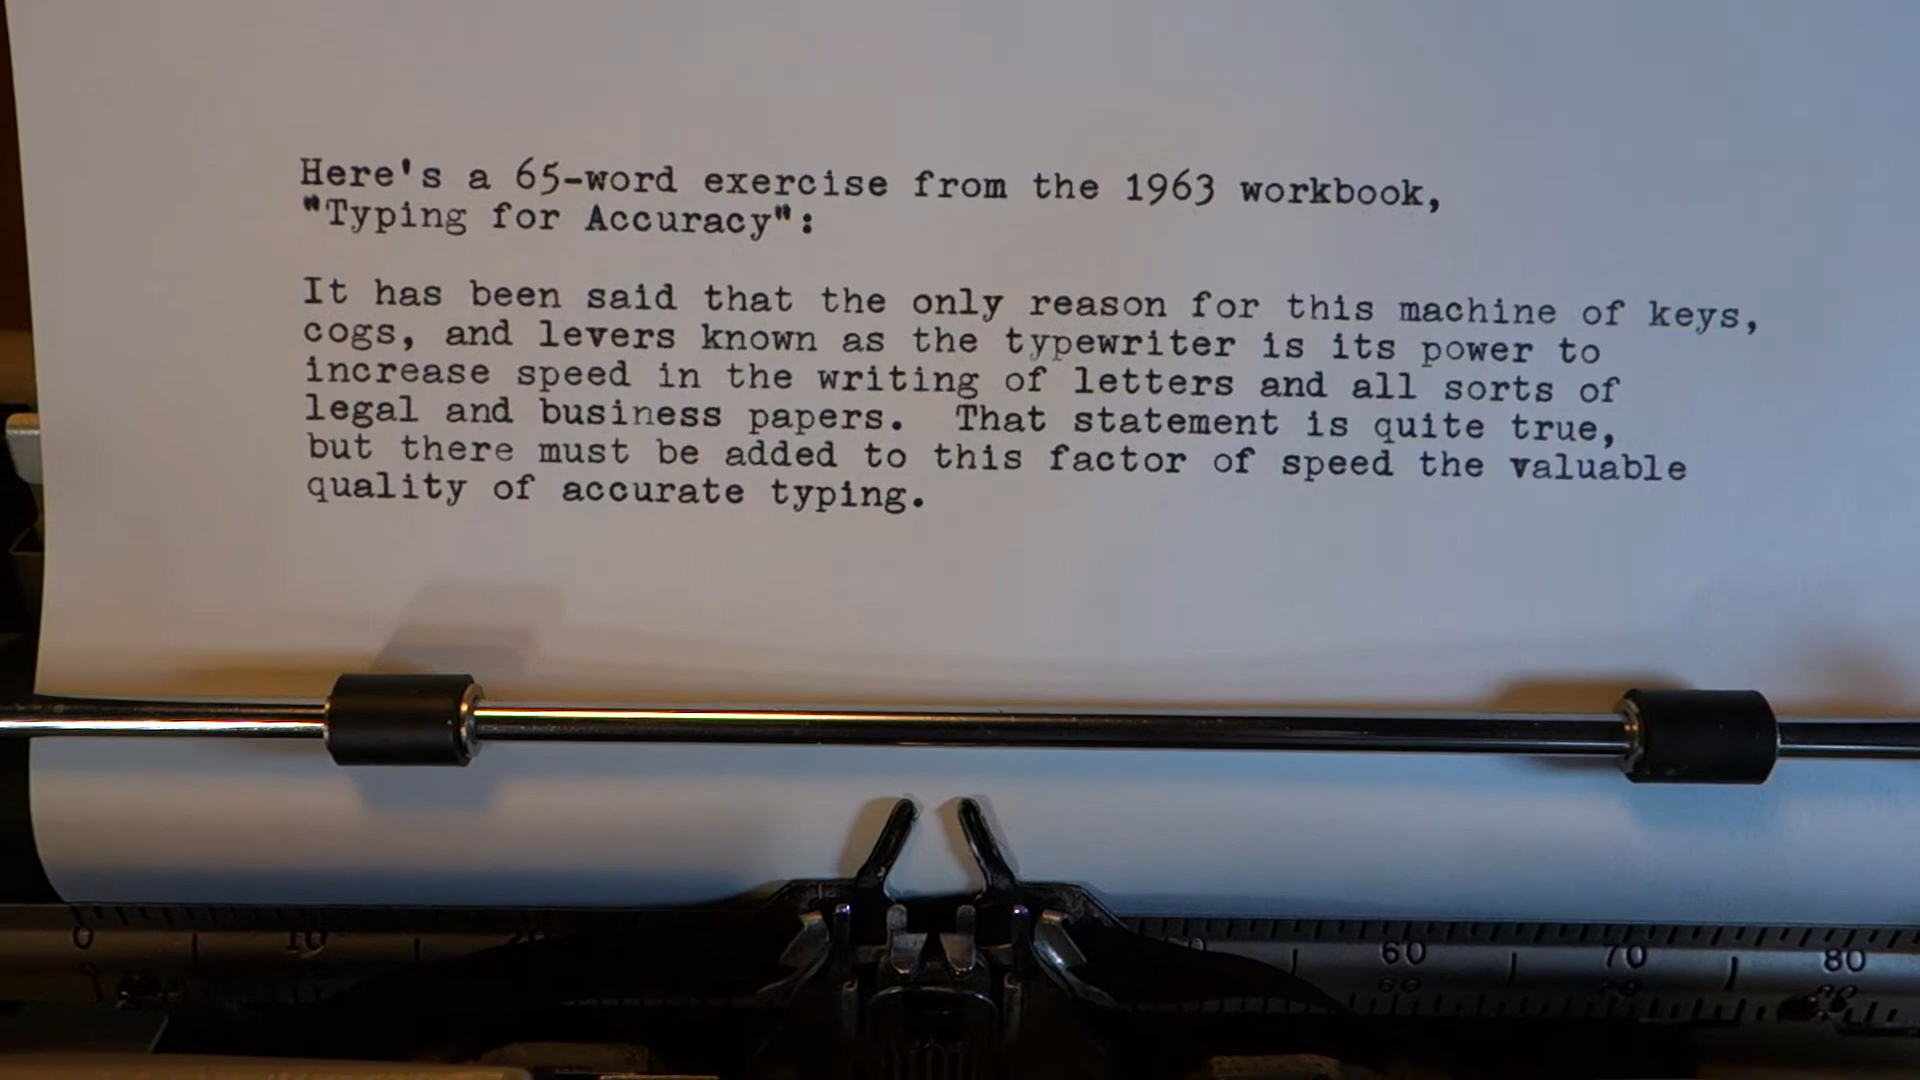 Here's a 65-word exercise from the 1963 workbook,
"Typing for Accuracy":
It has been said that the only reason for this machine of keys,
cogs, and levers known as the typewriter is its power to
increase speed in the writing of letters and all sorts of
legal and business papers.  That statement is quite true,
but there must be added to this factor of speed the valuable
quality of accurate typing.
0 10 20 60 70 80